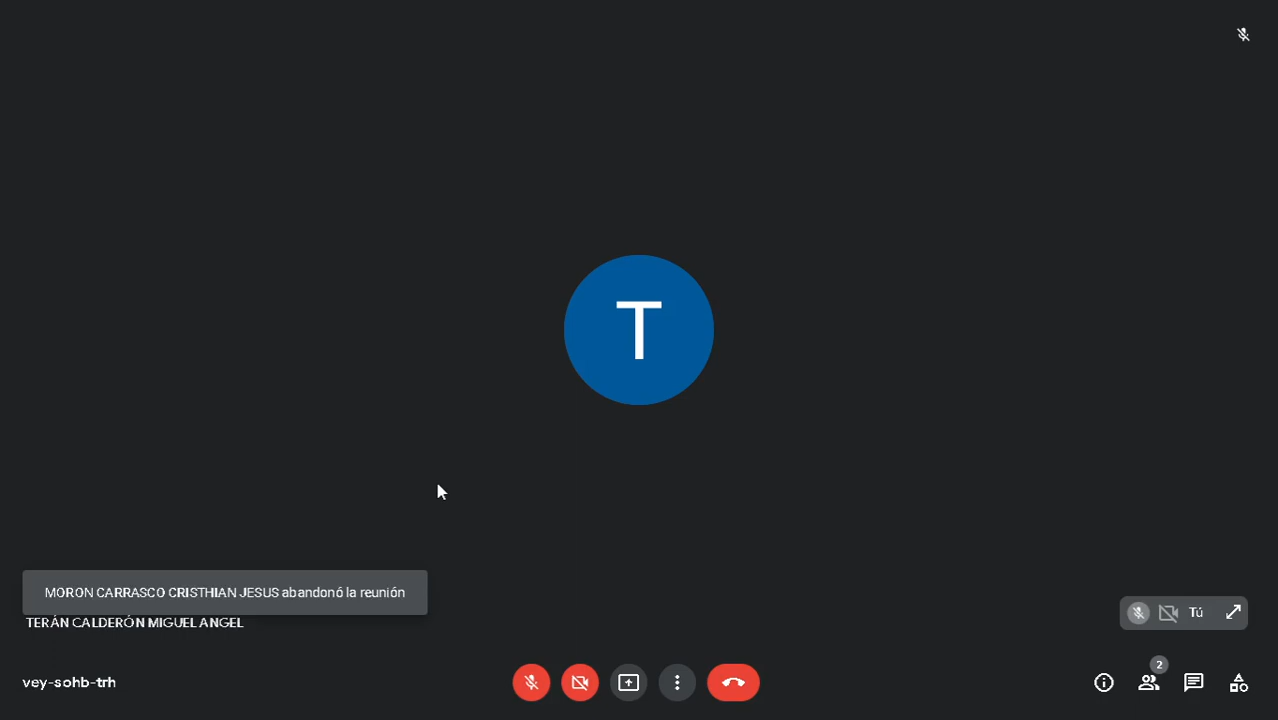 T
MORON CARRASCO CRISTHIAN JESUS abandonó la reunión
TERÁN CALDERÓN MIGUEL ANGEL
Tú
vey-sohb-trh
2